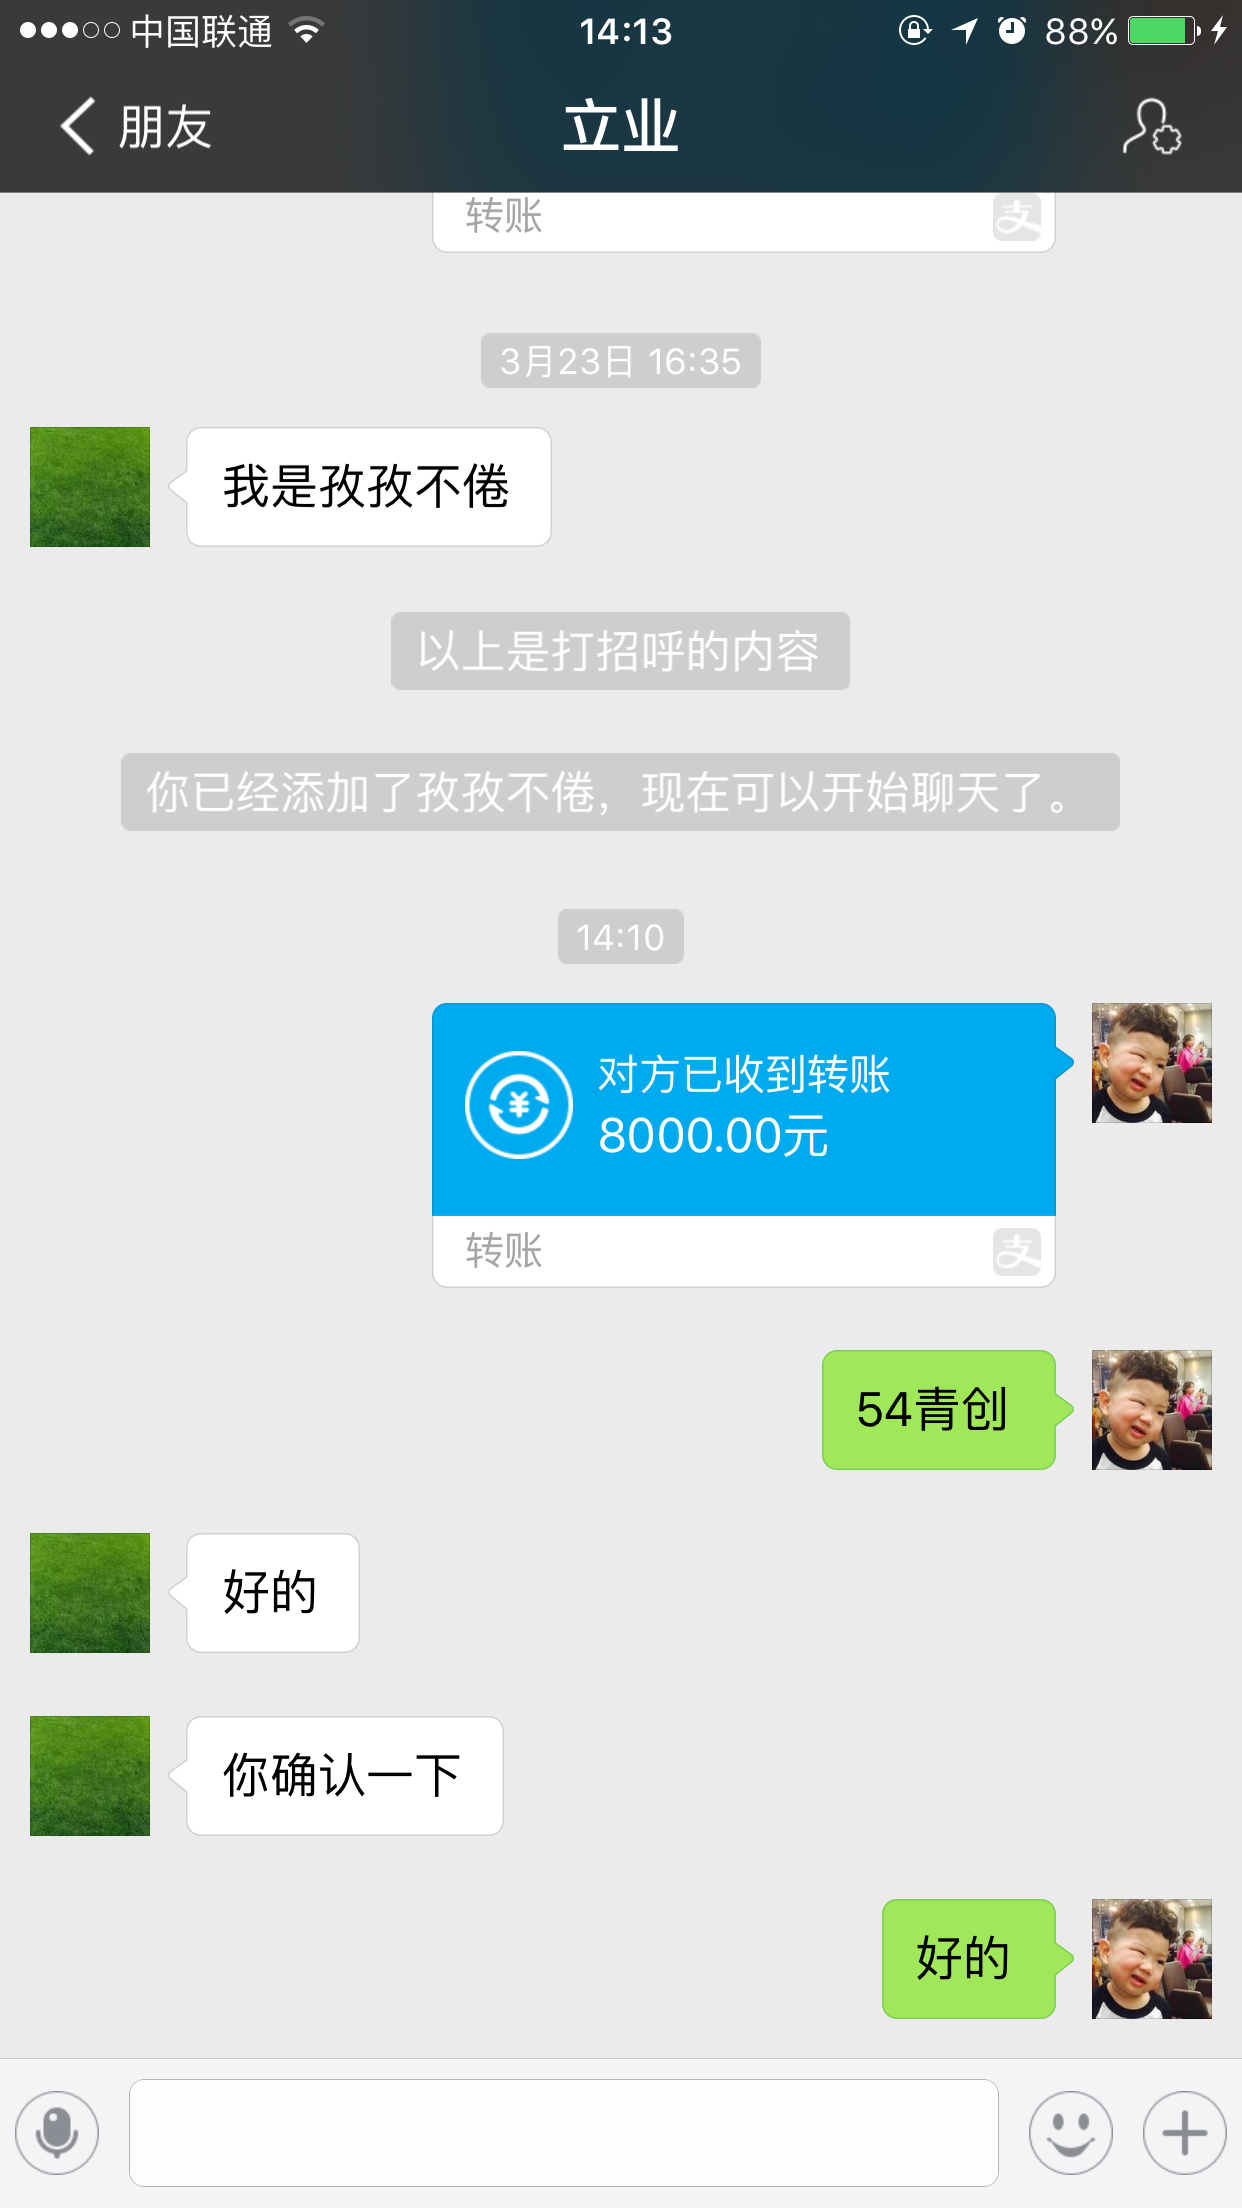 中国联通 14:13 88%
朋友 立业
转账 支
3月23日 16:35
我是孜孜不倦
以上是打招呼的内容
你已经添加了孜孜不倦，现在可以开始聊天了。
14:10
对方已收到转账
8000.00元
转账 支
54青创
好的
你确认一下
好的